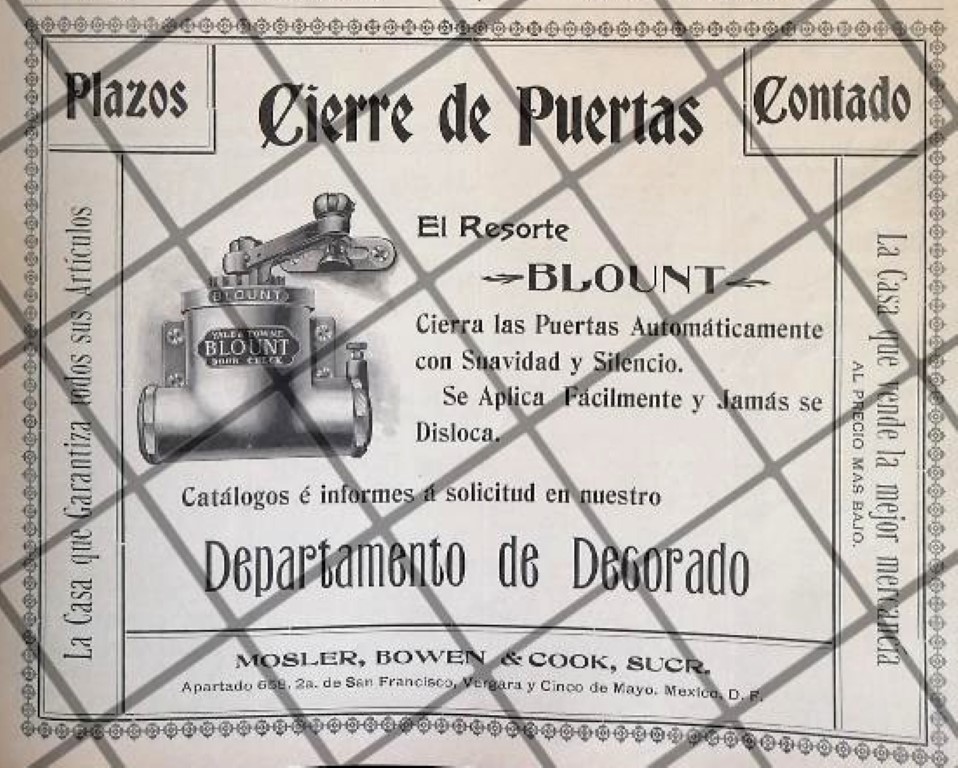 Plazos
Cierre de Puertas
Contado
La Casa que Garantiza todos sus Artículos
BLOUNT
YALE & TOWNE
BLOUNT
DOOR CHECK
El Resorte
BLOUNT
Cierra las Puertas Automáticamente
con Suavidad y Silencio.
Se Aplica Fácilmente y Jamás se
Disloca.
La Casa que vende la mejor mercancia
AL PRECIO MAS BAJO.
Catálogos é informes á solicitud en nuestro
Departamento de Decorado
MOSLER, BOWEN & COOK, SUCR.
Apartado 658. 2a. de San Francisco, Vergara y Cinco de Mayo. Mexico, D. F.